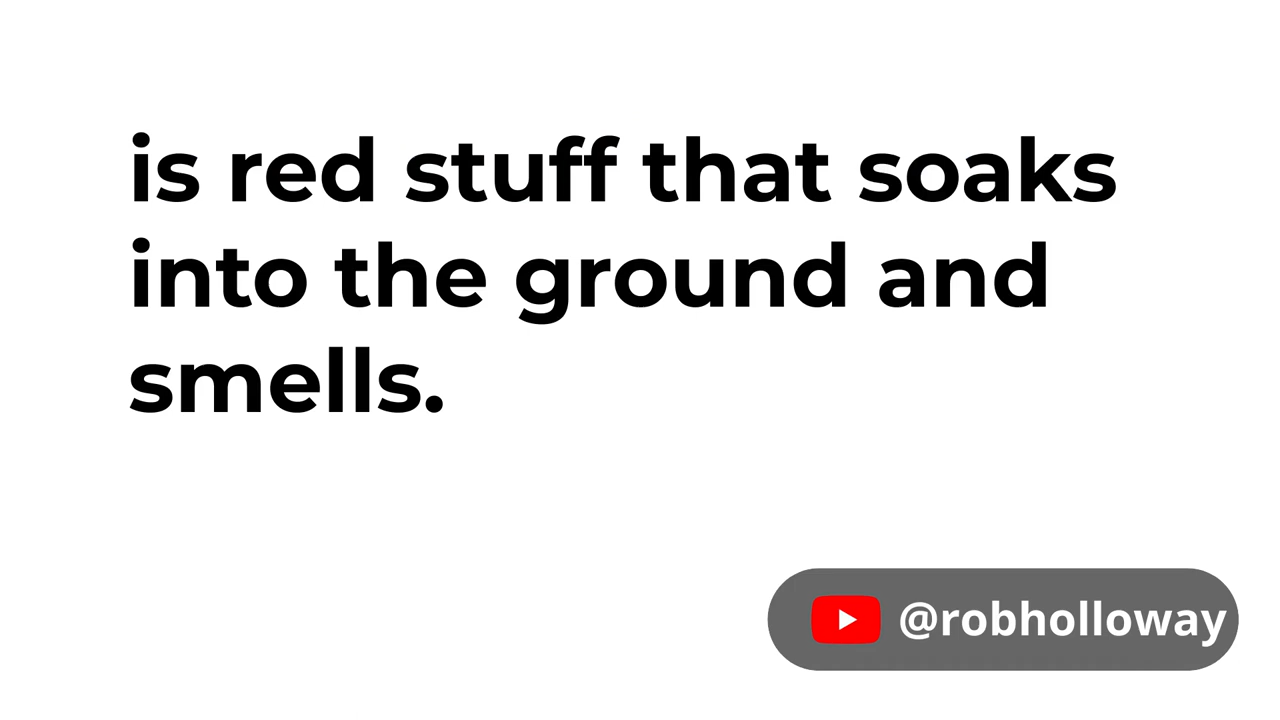 is red stuff that soaks
into the ground and
smells.
@robholloway